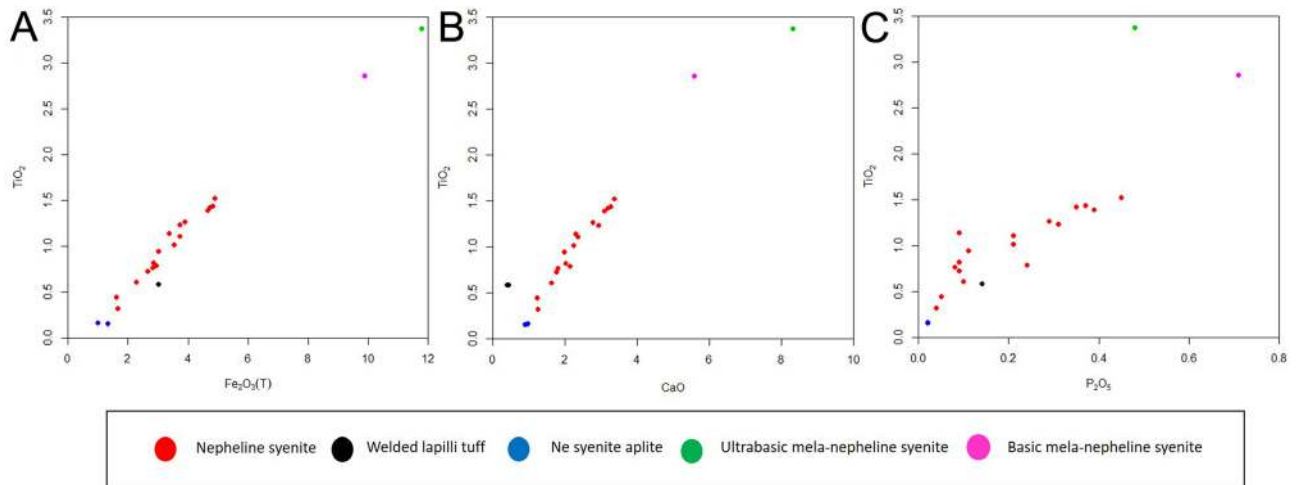 A
3.5
3.0
2.5
2.0
1.5
1.0
0.5
0.0
TiO₂
0 2 4 6 8 10 12
Fe₂O₃(T)
B
3.5
3.0
2.5
2.0
1.5
1.0
0.5
0.0
TiO₂
0 2 4 6 8 10
CaO
C
3.5
3.0
2.5
2.0
1.5
1.0
0.5
0.0
TiO₂
0.0 0.2 0.4 0.6 0.8
P₂O₅
Nepheline syenite Welded lapilli tuff Ne syenite aplite Ultrabasic mela-nepheline syenite Basic mela-nepheline syenite